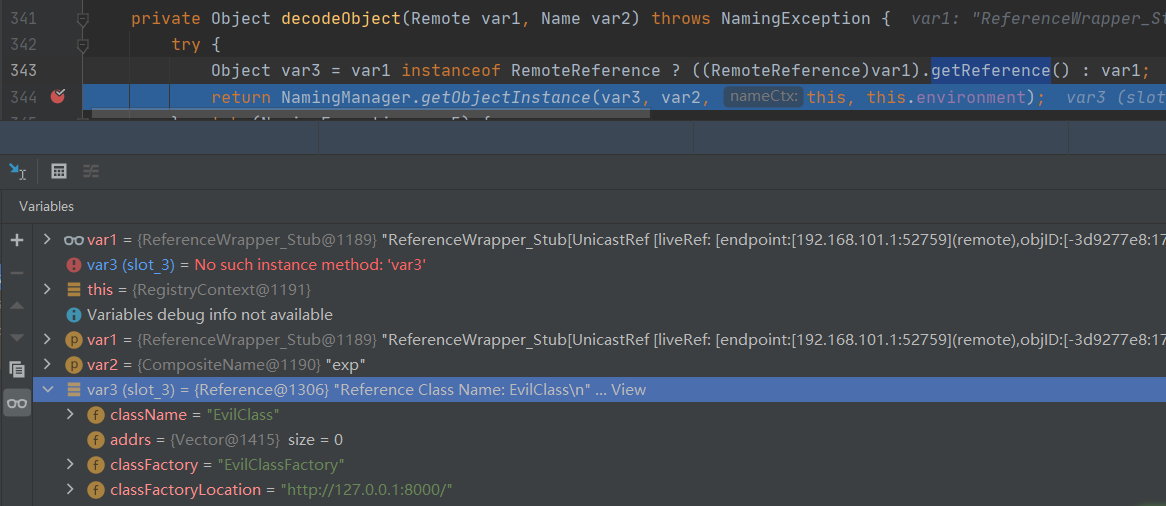 341 private Object decodeObject(Remote var1, Name var2) throws NamingException { var1: "ReferenceWrapper_St
342 try {
343 Object var3 = var1 instanceof RemoteReference ? ((RemoteReference)var1).getReference() : var1;
344 return NamingManager.getObjectInstance(var3, var2, nameCtx: this, this.environment); var3 (slot
Variables
var1 = {ReferenceWrapper_Stub@1189} "ReferenceWrapper_Stub[UnicastRef [liveRef: [endpoint:[192.168.101.1:52759](remote),objID:[-3d9277e8:17
var3 (slot_3) = No such instance method: 'var3'
this = {RegistryContext@1191}
Variables debug info not available
var1 = {ReferenceWrapper_Stub@1189} "ReferenceWrapper_Stub[UnicastRef [liveRef: [endpoint:[192.168.101.1:52759](remote),objID:[-3d9277e8:17
var2 = {CompositeName@1190} "exp"
var3 (slot_3) = {Reference@1306} "Reference Class Name: EvilClass\n" ... View
className = "EvilClass"
addrs = {Vector@1415} size = 0
classFactory = "EvilClassFactory"
classFactoryLocation = "http://127.0.0.1:8000/"